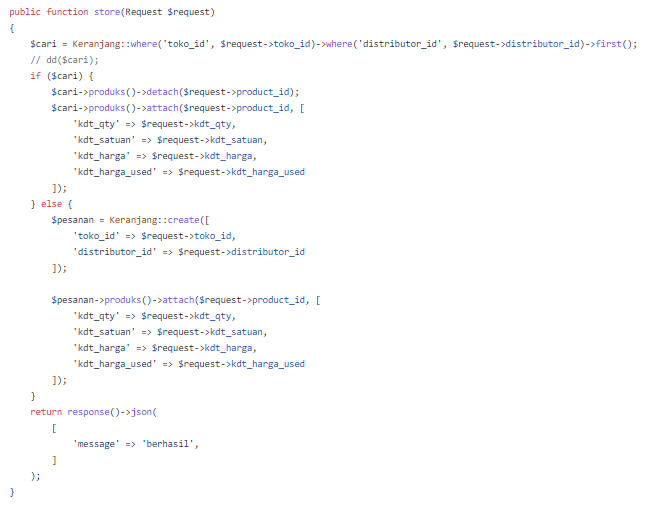 public function store(Request $request)
{
    $cari = Keranjang::where('toko_id', $request->toko_id)->where('distributor_id', $request->distributor_id)->first();
    // dd($cari);
    if ($cari) {
        $cari->produks()->detach($request->product_id);
        $cari->produks()->attach($request->product_id, [
            'kdt_qty' => $request->kdt_qty,
            'kdt_satuan' => $request->kdt_satuan,
            'kdt_harga' => $request->kdt_harga,
            'kdt_harga_used' => $request->kdt_harga_used
        ]);
    } else {
        $pesanan = Keranjang::create([
            'toko_id' => $request->toko_id,
            'distributor_id' => $request->distributor_id
        ]);

        $pesanan->produks()->attach($request->product_id, [
            'kdt_qty' => $request->kdt_qty,
            'kdt_satuan' => $request->kdt_satuan,
            'kdt_harga' => $request->kdt_harga,
            'kdt_harga_used' => $request->kdt_harga_used
        ]);
    }
    return response()->json(
        [
            'message' => 'berhasil',
        ]
    );
}